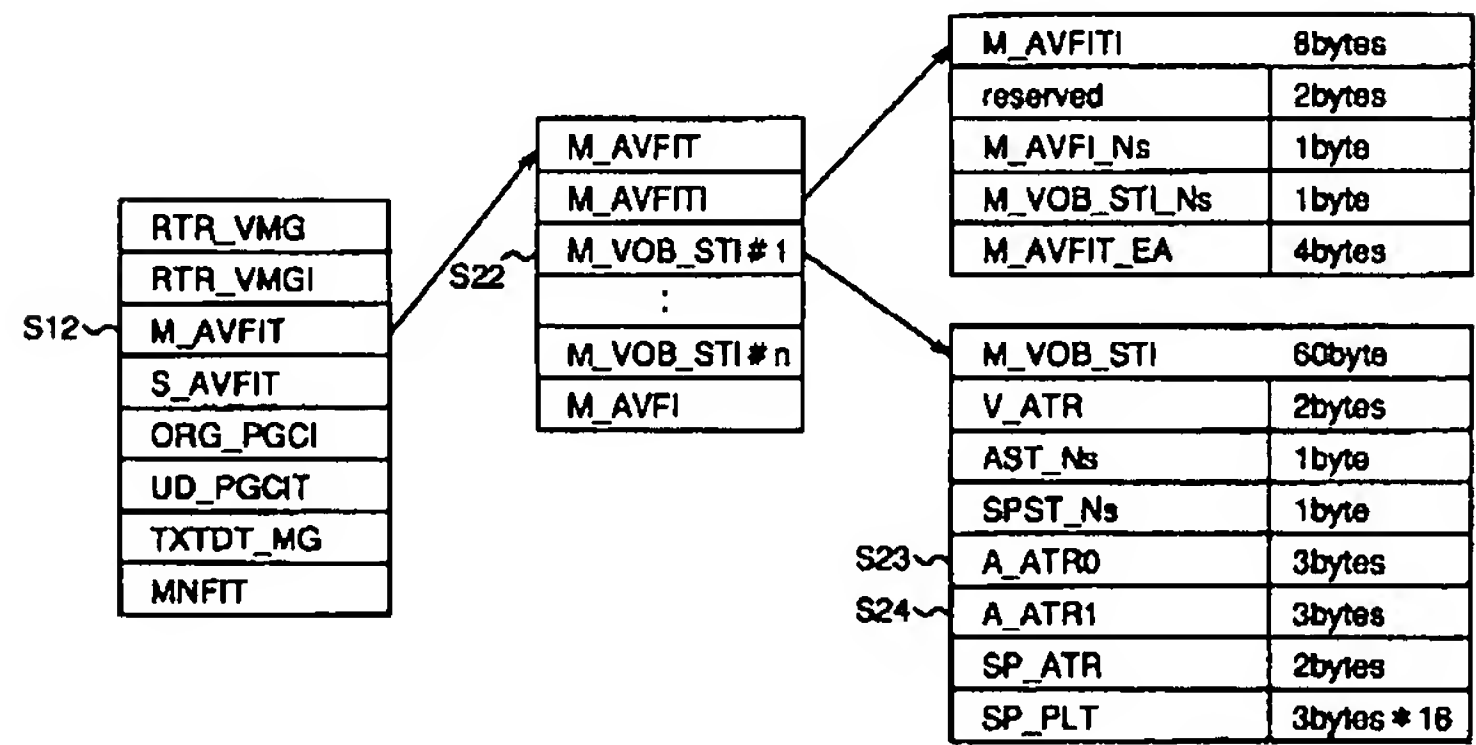 RTR_VMG
RTR_VMGI
S12
M_AVFIT
S_AVFIT
ORG_PGCI
UD_PGCIT
TXTDT_MG
MNFIT
M_AVFIT
M_AVFITI
S22
M_VOB_STI#1
:
M_VOB_STI#n
M_AVFI
M_AVFITI 8bytes
reserved 2bytes
M_AVFI_Ns 1byte
M_VOB_STI_Ns 1byte
M_AVFIT_EA 4bytes
M_VOB_STI 60byte
V_ATR 2bytes
AST_Ns 1byte
SPST_Ns 1byte
S23 A_ATR0 3bytes
S24 A_ATR1 3bytes
SP_ATR 2bytes
SP_PLT 3bytes*16